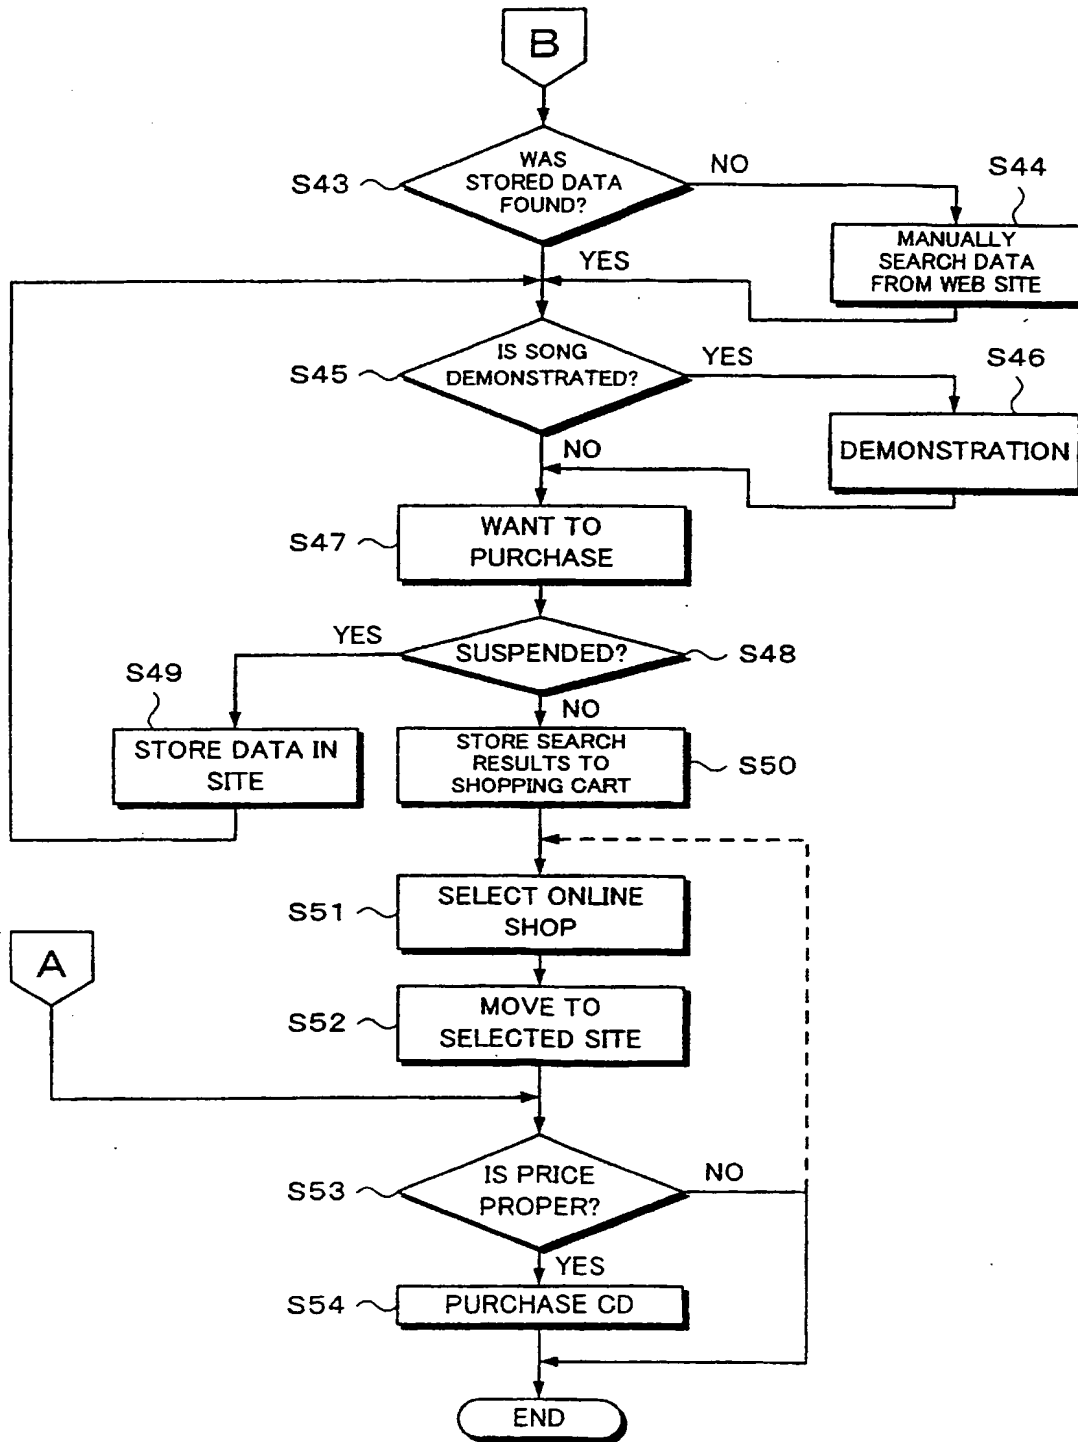 B
S43
WAS
STORED DATA
FOUND?
NO
S44
MANUALLY
SEARCH DATA
FROM WEB SITE
YES
S45
IS SONG
DEMONSTRATED?
YES
S46
DEMONSTRATION
NO
S47
WANT TO
PURCHASE
YES
SUSPENDED?
S48
S49
STORE DATA IN
SITE
NO
STORE SEARCH
RESULTS TO
SHOPPING CART
S50
S51
SELECT ONLINE
SHOP
A
S52
MOVE TO
SELECTED SITE
S53
IS PRICE
PROPER?
NO
YES
S54
PURCHASE CD
END